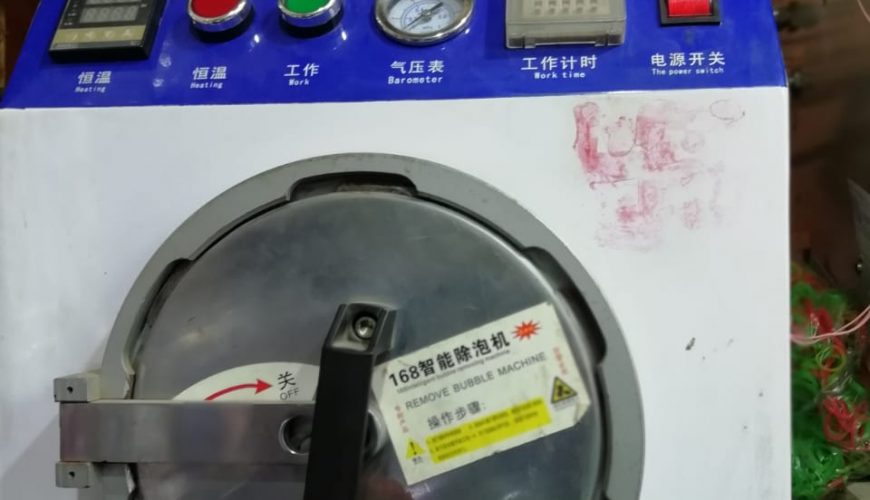 恒温
Heating
恒温
Heating
工作
Work
气压表
Barometer
工作计时
Work time
电源开关
The power switch
关
OFF
168智能除泡机
REMOVE BUBBLE MACHINE
操作步骤: